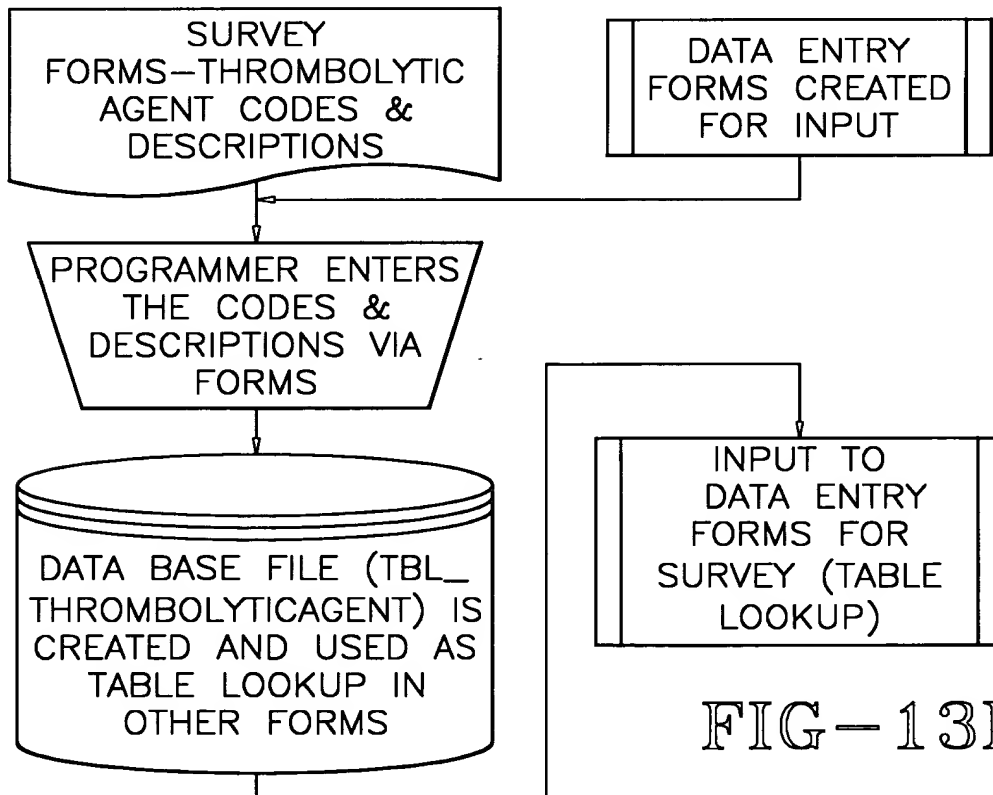 SURVEY
FORMS-THROMBOLYTIC
AGENT CODES &
DESCRIPTIONS
DATA ENTRY
FORMS CREATED
FOR INPUT
PROGRAMMER ENTERS
THE CODES &
DESCRIPTIONS VIA
FORMS
DATA BASE FILE (TBL_
THROMBOLYTICAGENT) IS
CREATED AND USED AS
TABLE LOOKUP IN
OTHER FORMS
INPUT TO
DATA ENTRY
FORMS FOR
SURVEY (TABLE
LOOKUP)